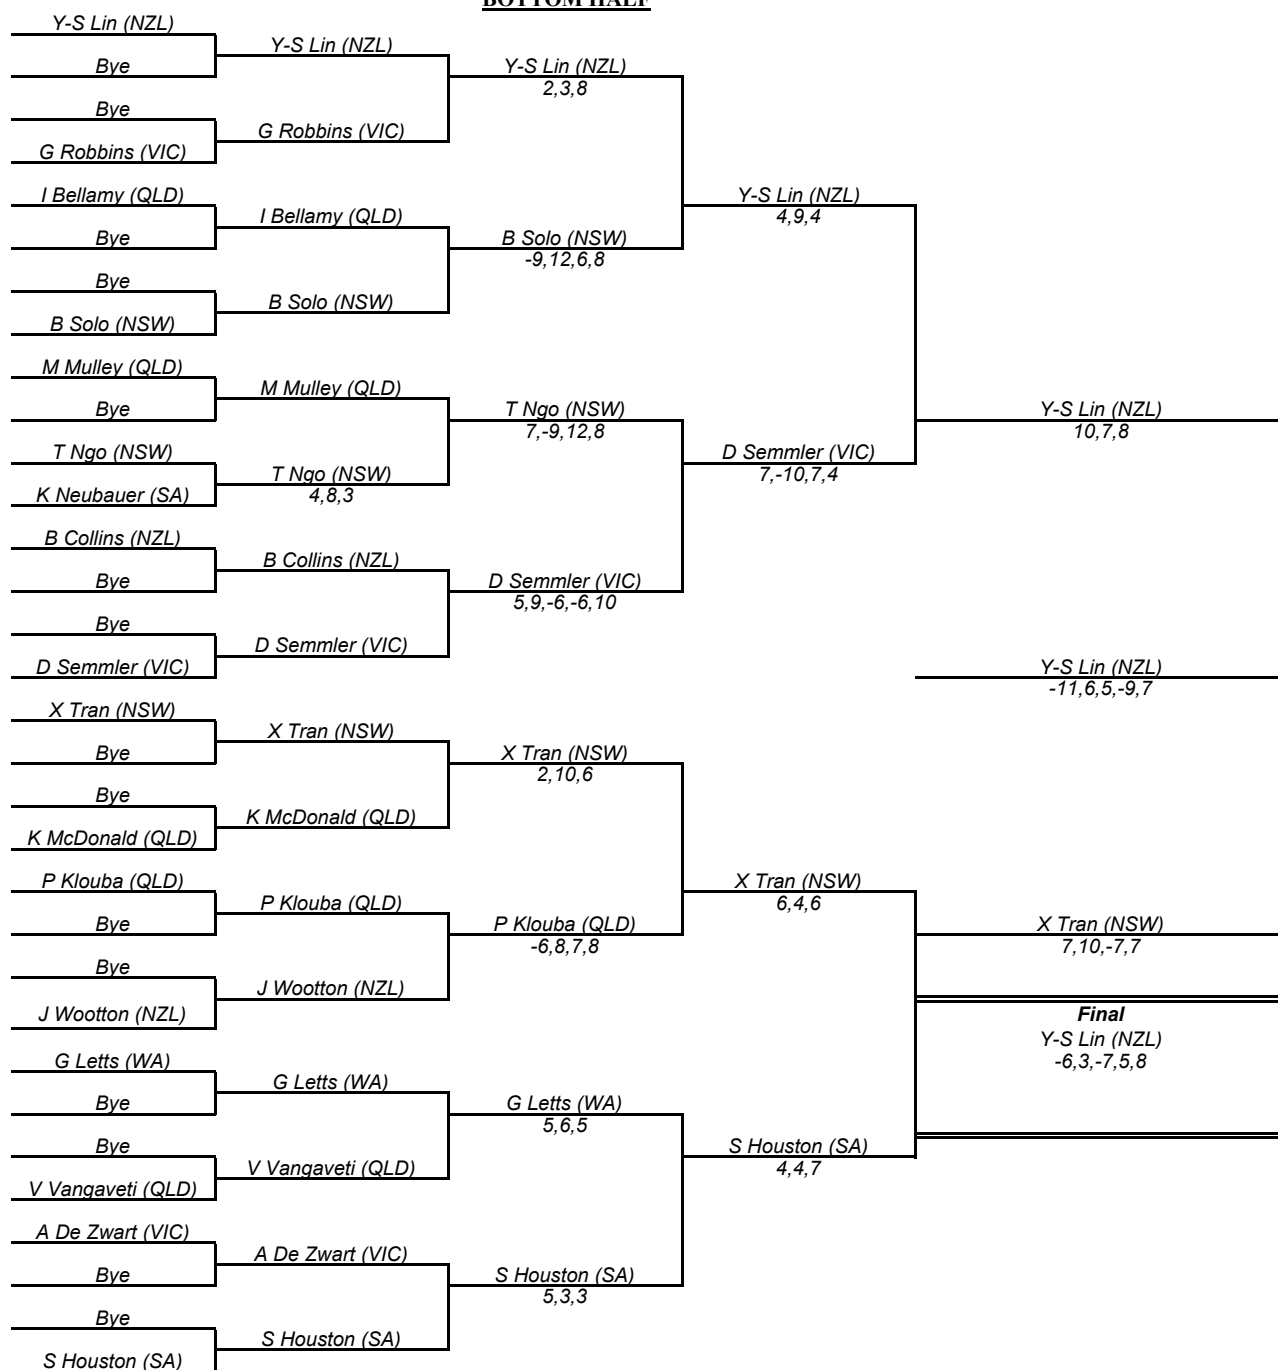 BOTTOM HALF
Y-S Lin (NZL)
Bye
Bye
G Robbins (VIC)
I Bellamy (QLD)
Bye
Bye
B Solo (NSW)
M Mulley (QLD)
Bye
T Ngo (NSW)
K Neubauer (SA)
B Collins (NZL)
Bye
Bye
D Semmler (VIC)
X Tran (NSW)
Bye
Bye
K McDonald (QLD)
P Klouba (QLD)
Bye
Bye
J Wootton (NZL)
G Letts (WA)
Bye
Bye
V Vangaveti (QLD)
A De Zwart (VIC)
Bye
Bye
S Houston (SA)
Y-S Lin (NZL)
G Robbins (VIC)
I Bellamy (QLD)
B Solo (NSW)
M Mulley (QLD)
T Ngo (NSW)
4,8,3
B Collins (NZL)
D Semmler (VIC)
X Tran (NSW)
K McDonald (QLD)
P Klouba (QLD)
J Wootton (NZL)
G Letts (WA)
V Vangaveti (QLD)
A De Zwart (VIC)
S Houston (SA)
Y-S Lin (NZL)
2,3,8
B Solo (NSW)
-9,12,6,8
T Ngo (NSW)
7,-9,12,8
D Semmler (VIC)
5,9,-6,-6,10
X Tran (NSW)
2,10,6
P Klouba (QLD)
-6,8,7,8
G Letts (WA)
5,6,5
S Houston (SA)
5,3,3
Y-S Lin (NZL)
4,9,4
D Semmler (VIC)
7,-10,7,4
X Tran (NSW)
6,4,6
S Houston (SA)
4,4,7
Y-S Lin (NZL)
10,7,8
Y-S Lin (NZL)
-11,6,5,-9,7
X Tran (NSW)
7,10,-7,7
Final
Y-S Lin (NZL)
-6,3,-7,5,8